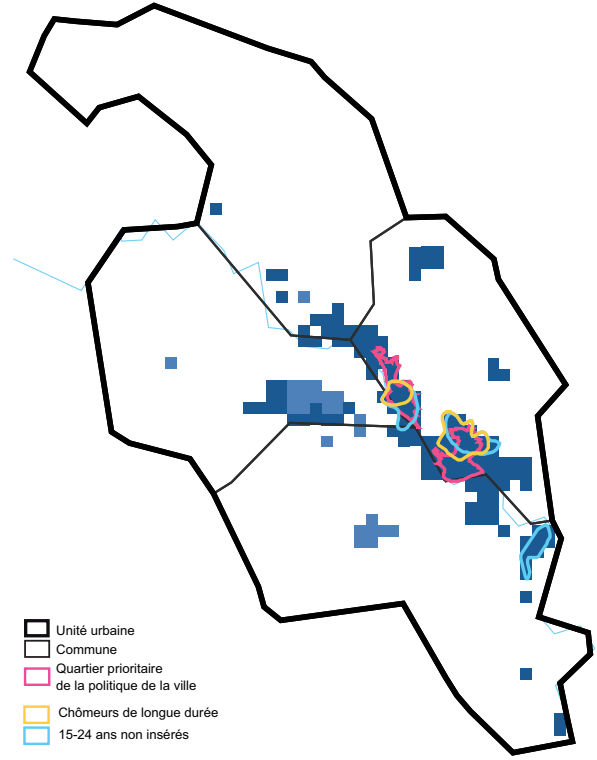 Unité urbaine
Commune
Quartier prioritaire
de la politique de la ville
Chômeurs de longue durée
15-24 ans non insérés